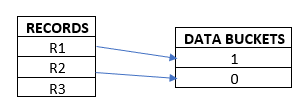 RECORDS
R1
R2
R3
DATA BUCKETS
1
0